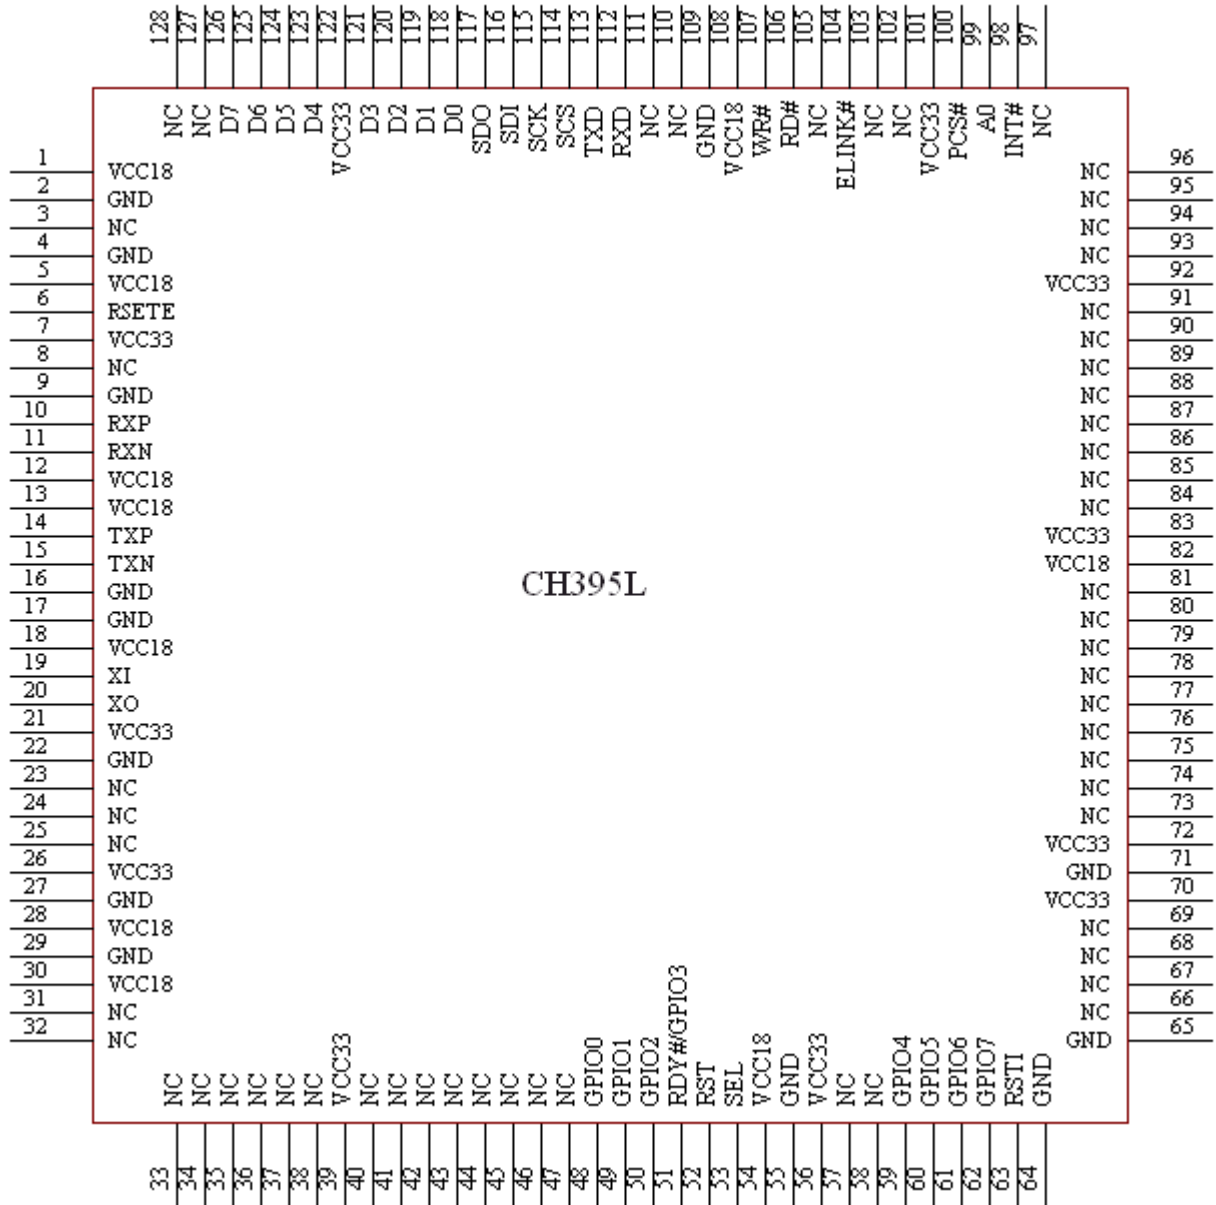 128 127 126 125 124 123 122 121 120 119 118 117 116 115 114 113 112 111 110 109 108 107 106 105 104 103 102 101 100 99 98 97
NC NC D7 D6 D5 D4 VCC33 D3 D2 D1 D0 SDO SDI SCK SCS TXD RXD NC NC GND VCC18 WR# RD# NC ELINK# NC NC VCC33 PCS# A0 INT# NC
1 VCC18 NC 96
2 GND NC 95
3 NC NC 94
4 GND NC 93
5 VCC18 VCC33 92
6 RSETE NC 91
7 VCC33 NC 90
8 NC NC 89
9 GND NC 88
10 RXP NC 87
11 RXN NC 86
12 VCC18 NC 85
13 VCC18 NC 84
14 TXP VCC33 83
15 TXN VCC18 82
CH395L
16 GND NC 81
17 GND NC 80
18 VCC18 NC 79
19 XI NC 78
20 XO NC 77
21 VCC33 NC 76
22 GND NC 75
23 NC NC 74
24 NC NC 73
25 NC VCC33 72
26 VCC33 GND 71
27 GND VCC33 70
28 VCC18 NC 69
29 GND NC 68
30 VCC18 NC 67
31 NC NC 66
32 NC GND 65
NC NC NC NC NC NC VCC33 NC NC NC NC NC NC NC NC GPIO0 GPIO1 GPIO2 RDY#/GPIO3 RST SEL VCC18 GND VCC33 NC NC GPIO4 GPIO5 GPIO6 GPIO7 RSTI GND
33 34 35 36 37 38 39 40 41 42 43 44 45 46 47 48 49 50 51 52 53 54 55 56 57 58 59 60 61 62 63 64